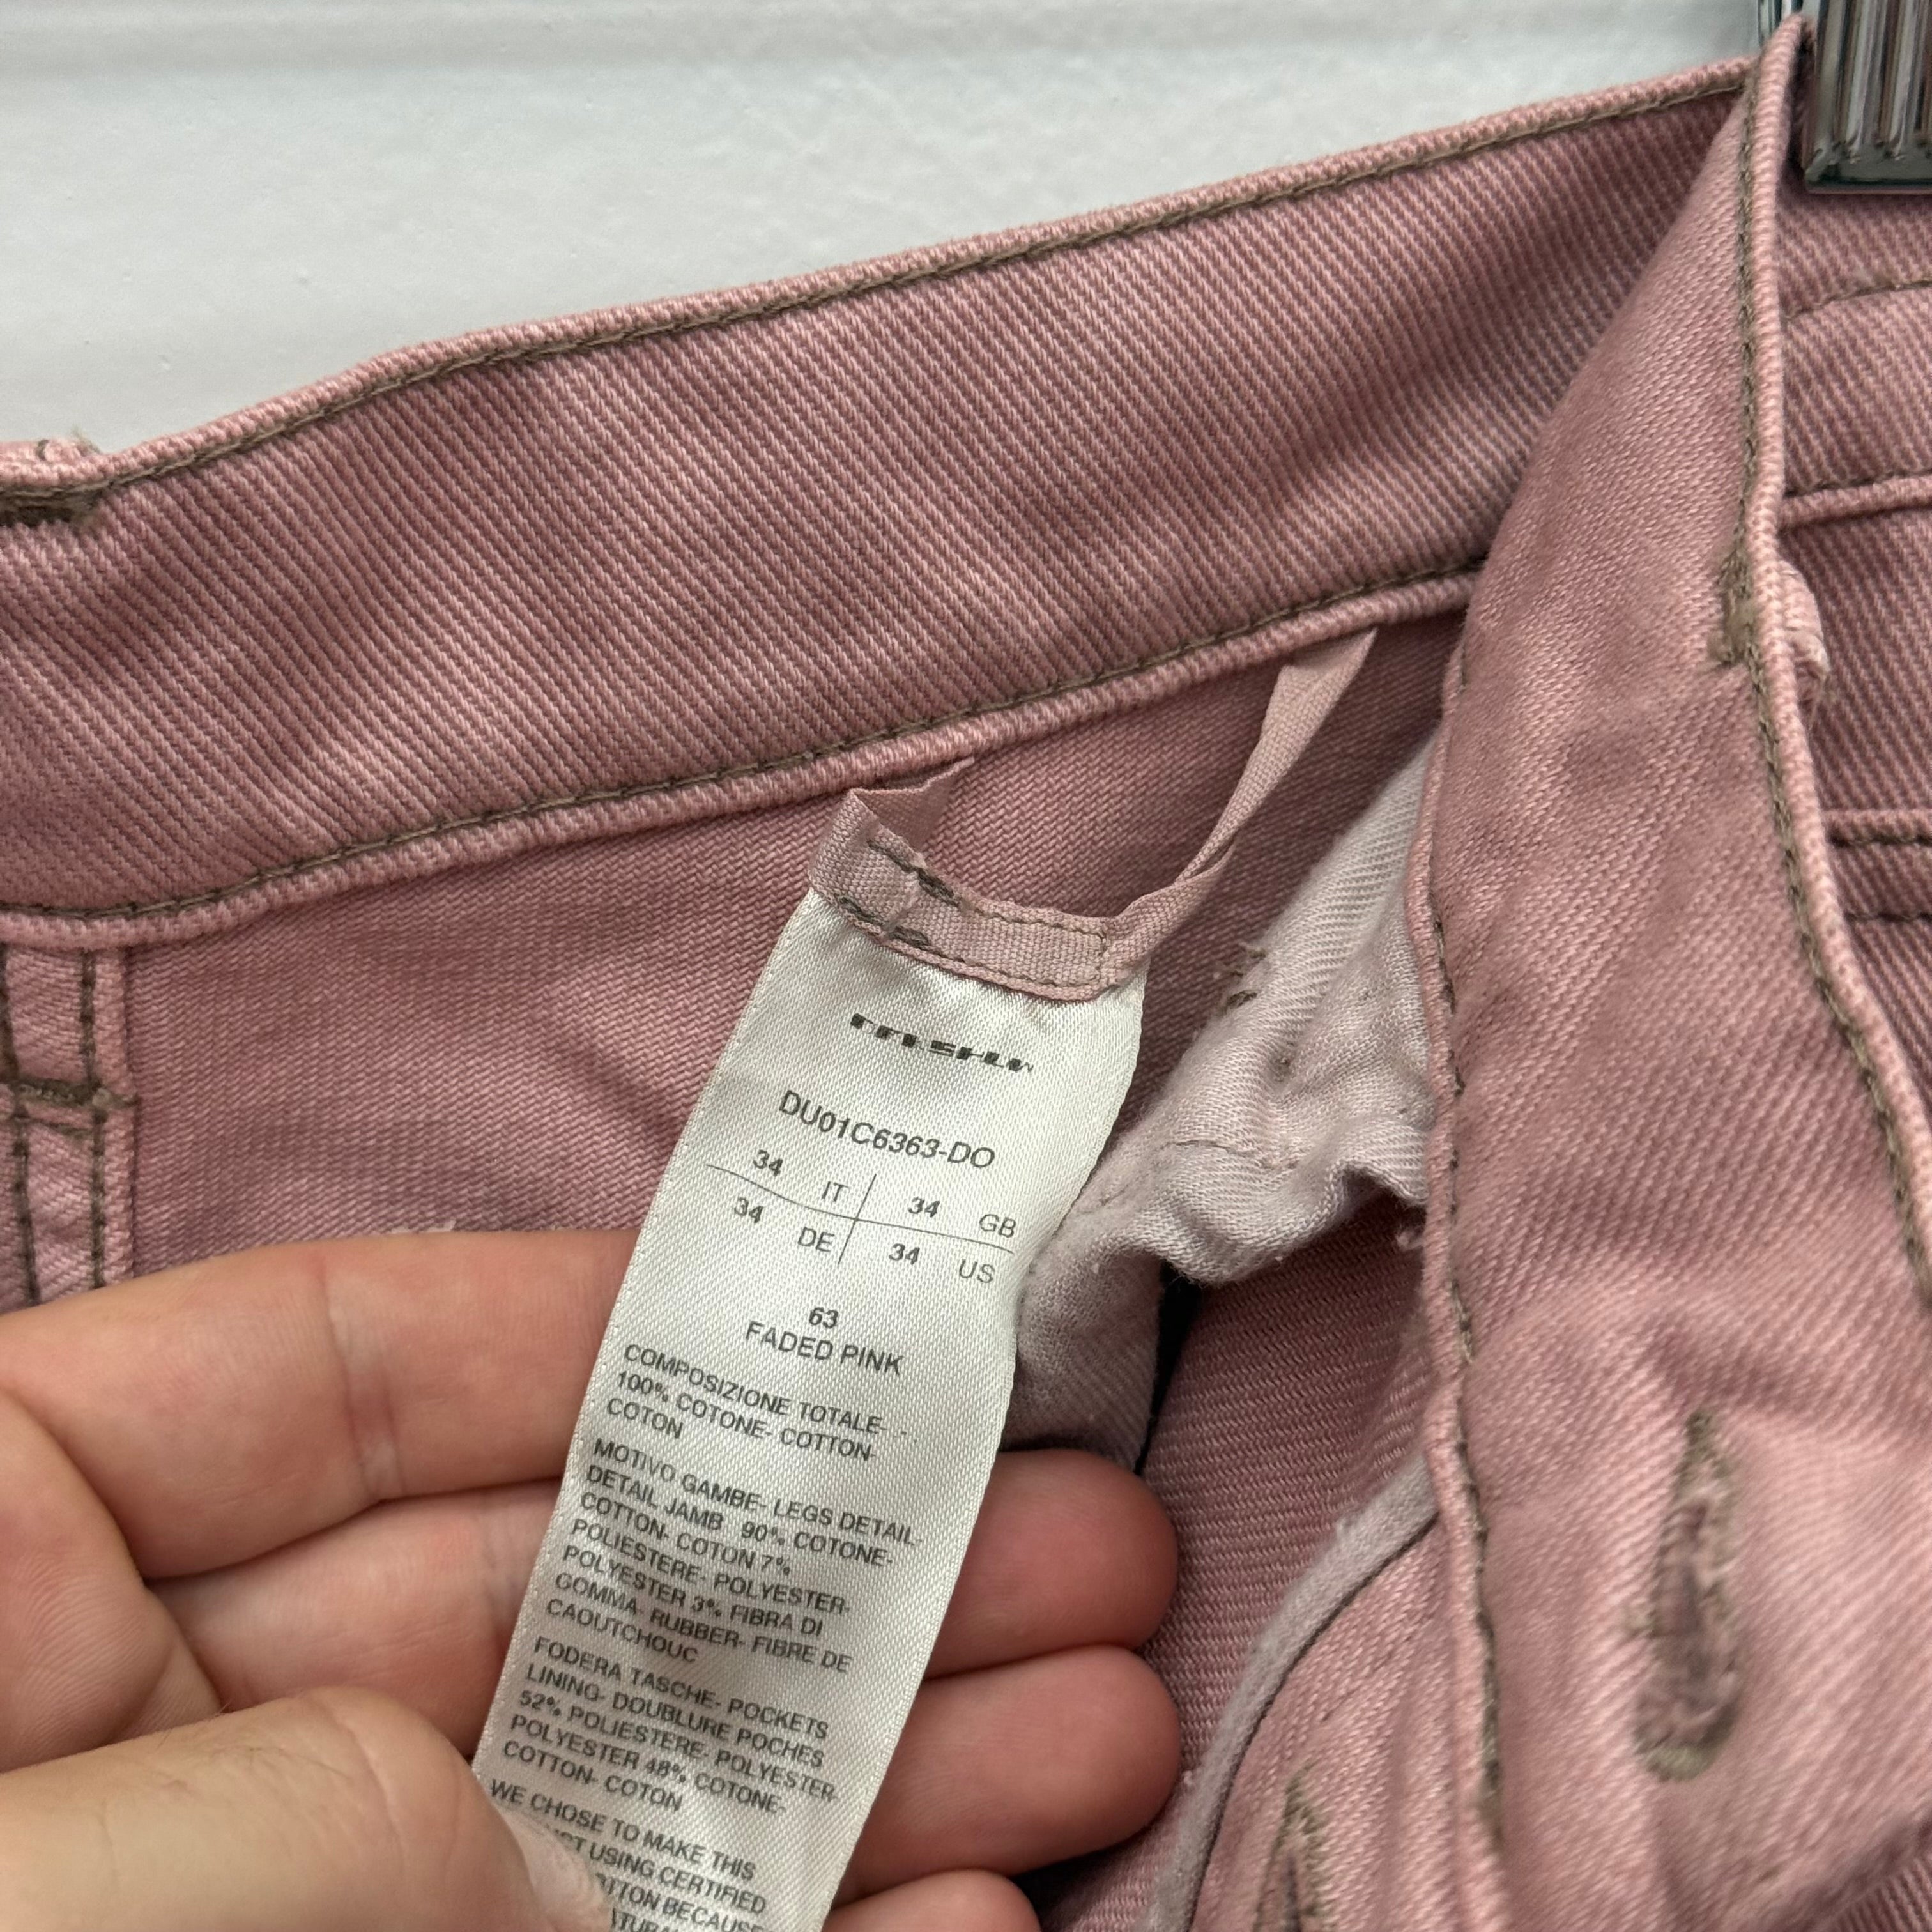 DU01C6363-DO
34 IT 34 GB
34 DE 34 US
63
FADED PINK
COMPOSIZIONE TOTALE-
100% COTONE- COTTON-
COTON
MOTIVO GAMBE- LEGS DETAIL-
DETAIL JAMB 90% COTONE-
COTTON- COTON 7%
POLIESTERE- POLYESTER-
POLYESTER 3% FIBRA DI
GOMMA- RUBBER- FIBRE DE
CAOUTCHOUC
FODERA TASCHE- POCKETS
LINING- DOUBLURE POCHES
52% POLIESTERE- POLYESTER-
POLYESTER 48% COTONE-
COTTON- COTON
WE CHOSE TO MAKE THIS
USING CERTIFIED
BECAUSE